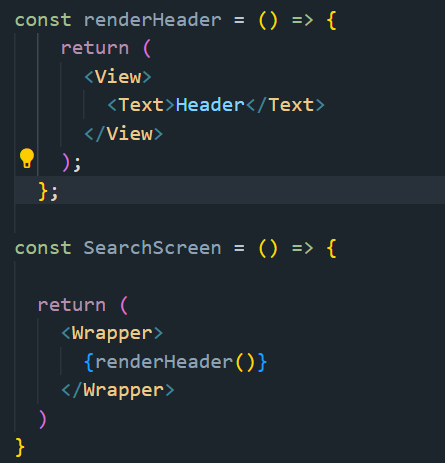 const renderHeader = () => {
    return (
      <View>
        <Text>Header</Text>
      </View>
    );
  };
const SearchScreen = () => {
  return (
    <Wrapper>
      {renderHeader()}
    </Wrapper>
  )
}